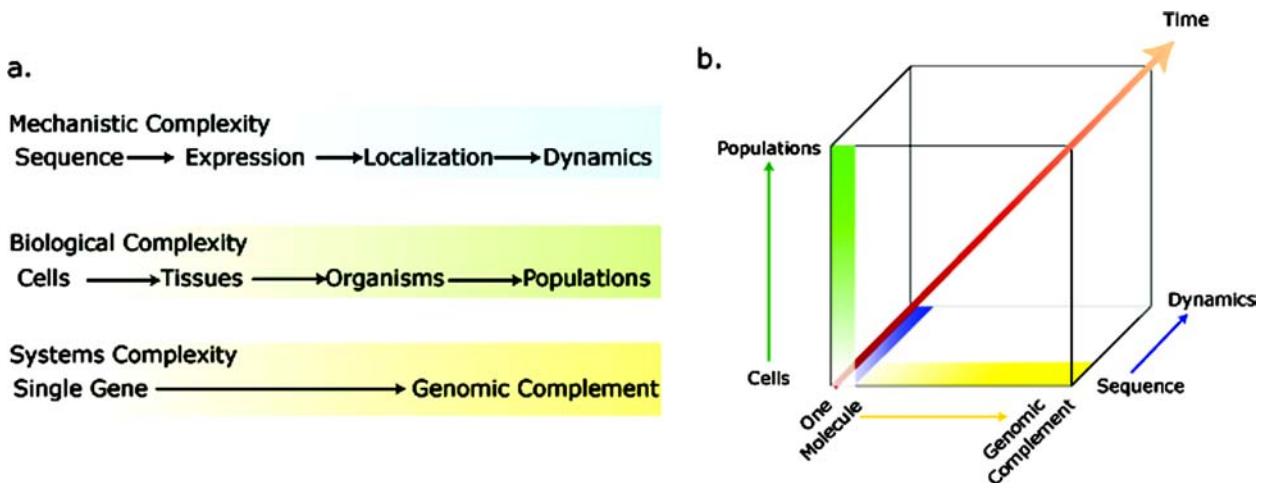 a.
Mechanistic Complexity
Sequence Expression Localization Dynamics
Biological Complexity
Cells Tissues Organisms Populations
Systems Complexity
Single Gene Genomic Complement
b.
Time
Populations
Dynamics
Cells
Sequence
One
Molecule
Genomic
Complement